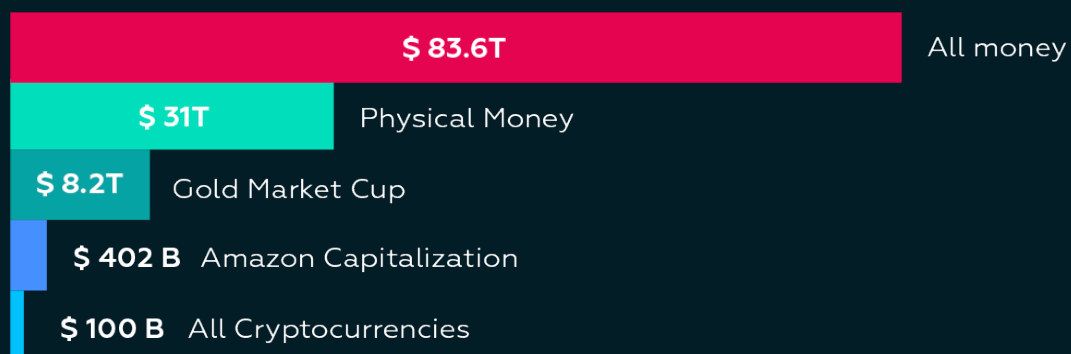 $ 83.6T All money
$ 31T Physical Money
$ 8.2T Gold Market Cup
$ 402 B Amazon Capitalization
$ 100 B All Cryptocurrencies